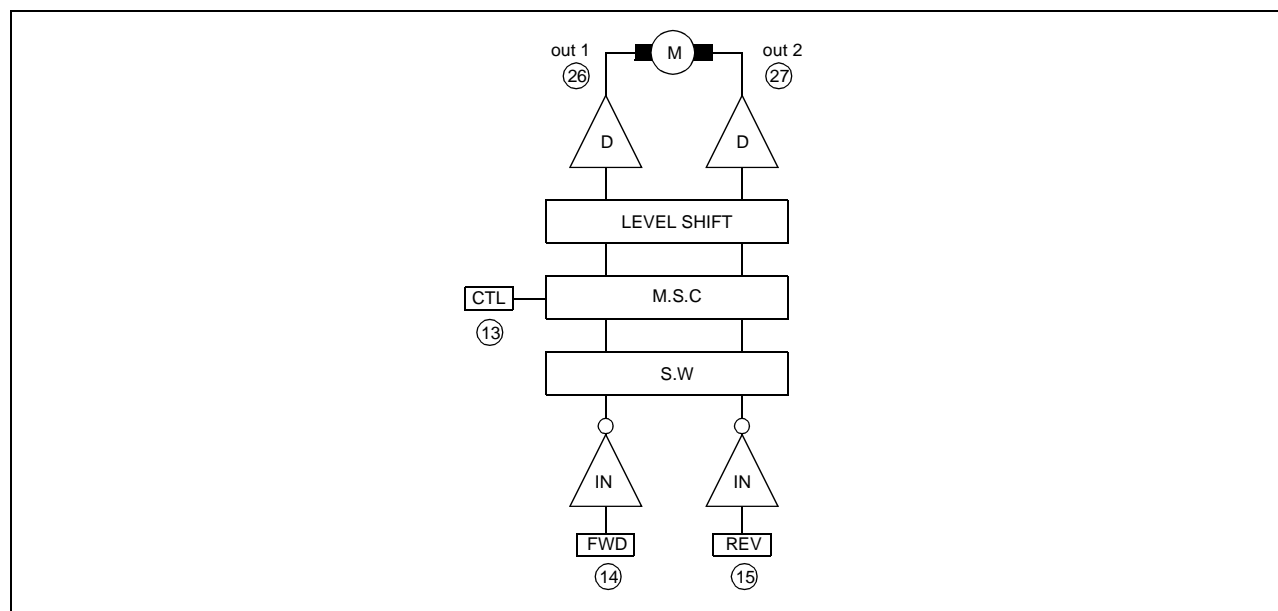 out 1
M
out 2
26
27
D
D
LEVEL SHIFT
CTL
M.S.C
13
S.W
IN
IN
FWD
REV
14
15